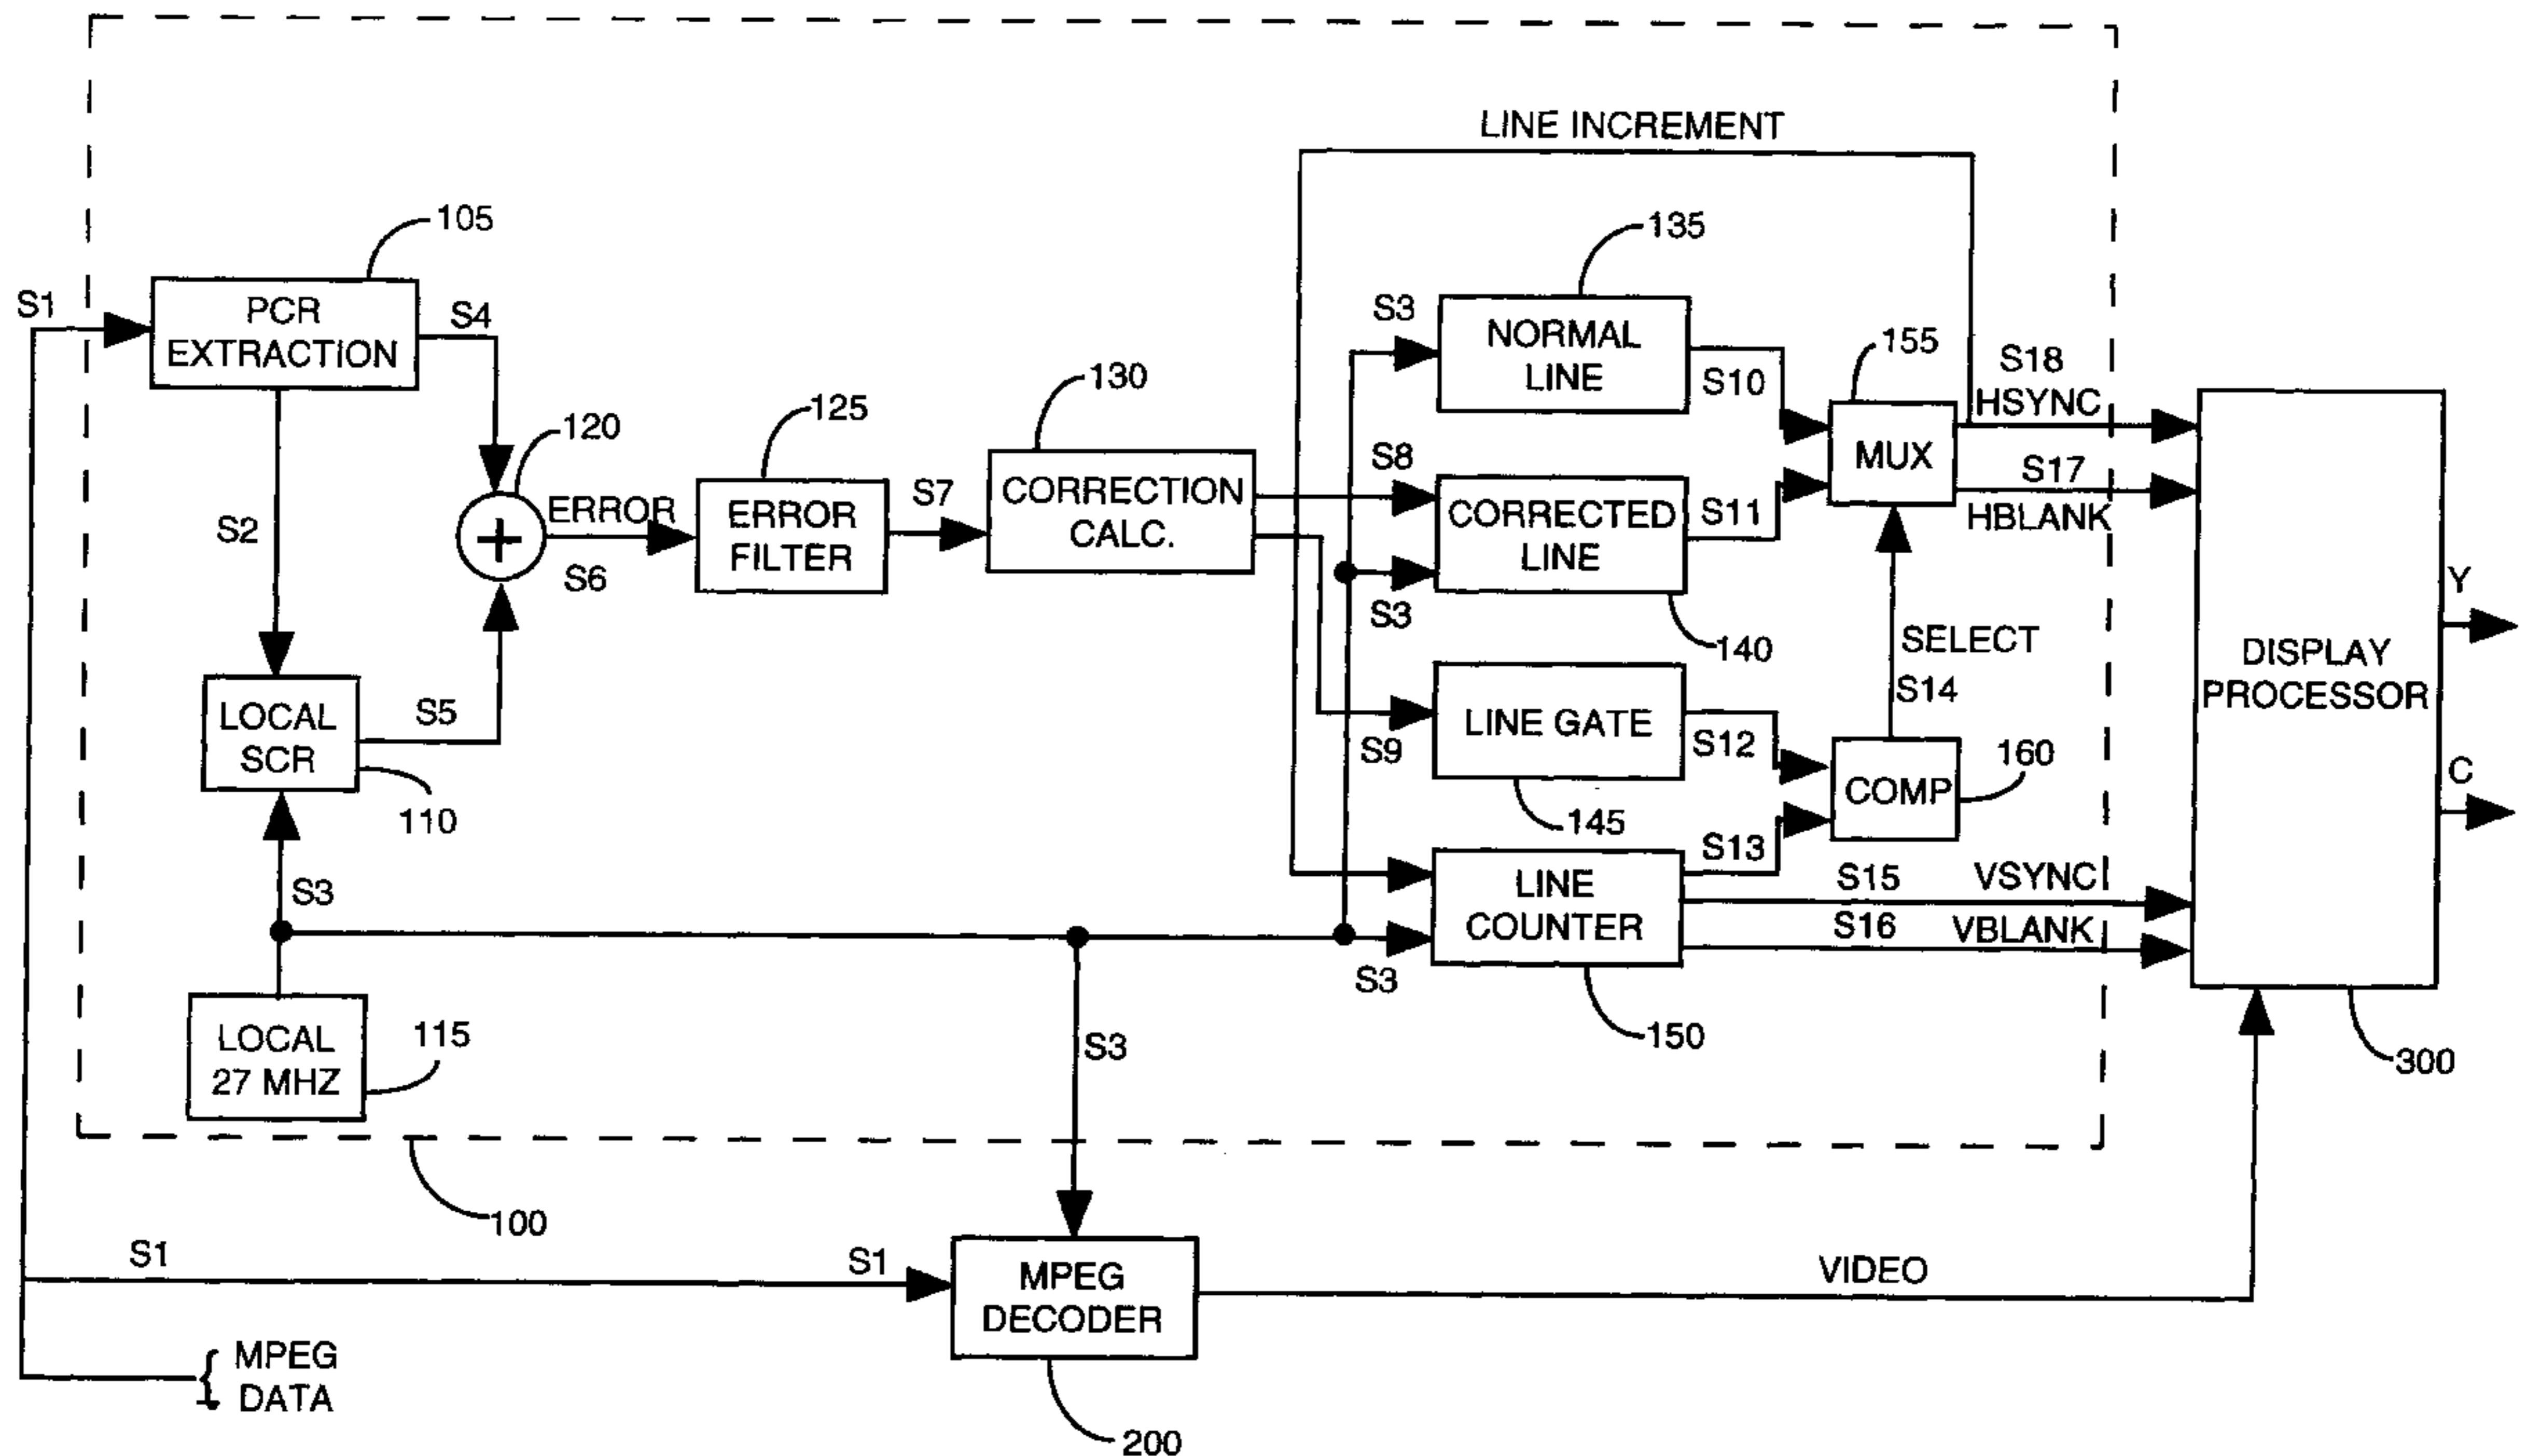 LINE INCREMENT
105
135
S1
PCR
EXTRACTION
S4
S3
NORMAL
LINE
S10
155
S18
HSYNC
130
125
120
MUX
S17
HBLANK
S2
ERROR
S6
ERROR
FILTER
S7
CORRECTION
CALC.
S8
CORRECTED
LINE
S11
S3
140
SELECT
S14
Y
DISPLAY
PROCESSOR
LOCAL
SCR
S5
110
LINE GATE
S9
S12
145
COMP
160
C
S3
LINE
COUNTER
S13
S15
VSYNC
S16
VBLANK
S3
150
LOCAL
27 MHZ
115
S3
300
100
S1
S1
MPEG
DECODER
VIDEO
MPEG
DATA
200